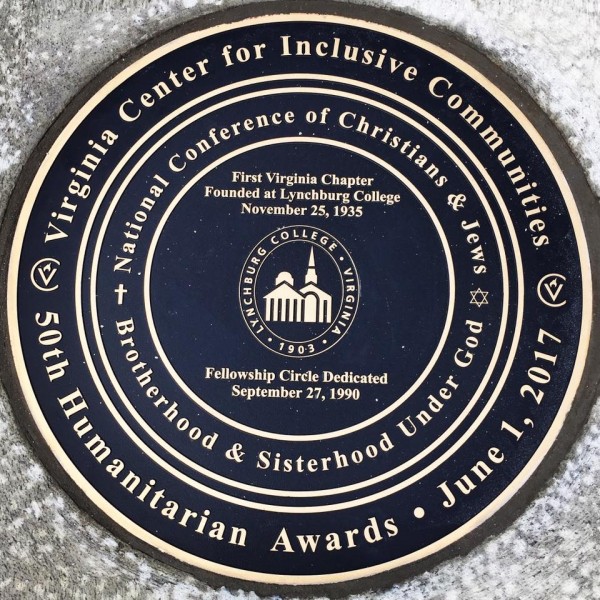 Virginia Center for Inclusive Communities
50th Humanitarian Awards • June 1, 2017
National Conference of Christians & Jews
Brotherhood & Sisterhood Under God
First Virginia Chapter
Founded at Lynchburg College
November 25, 1935
LYNCHBURG COLLEGE • VIRGINIA
• 1903 •
Fellowship Circle Dedicated
September 27, 1990